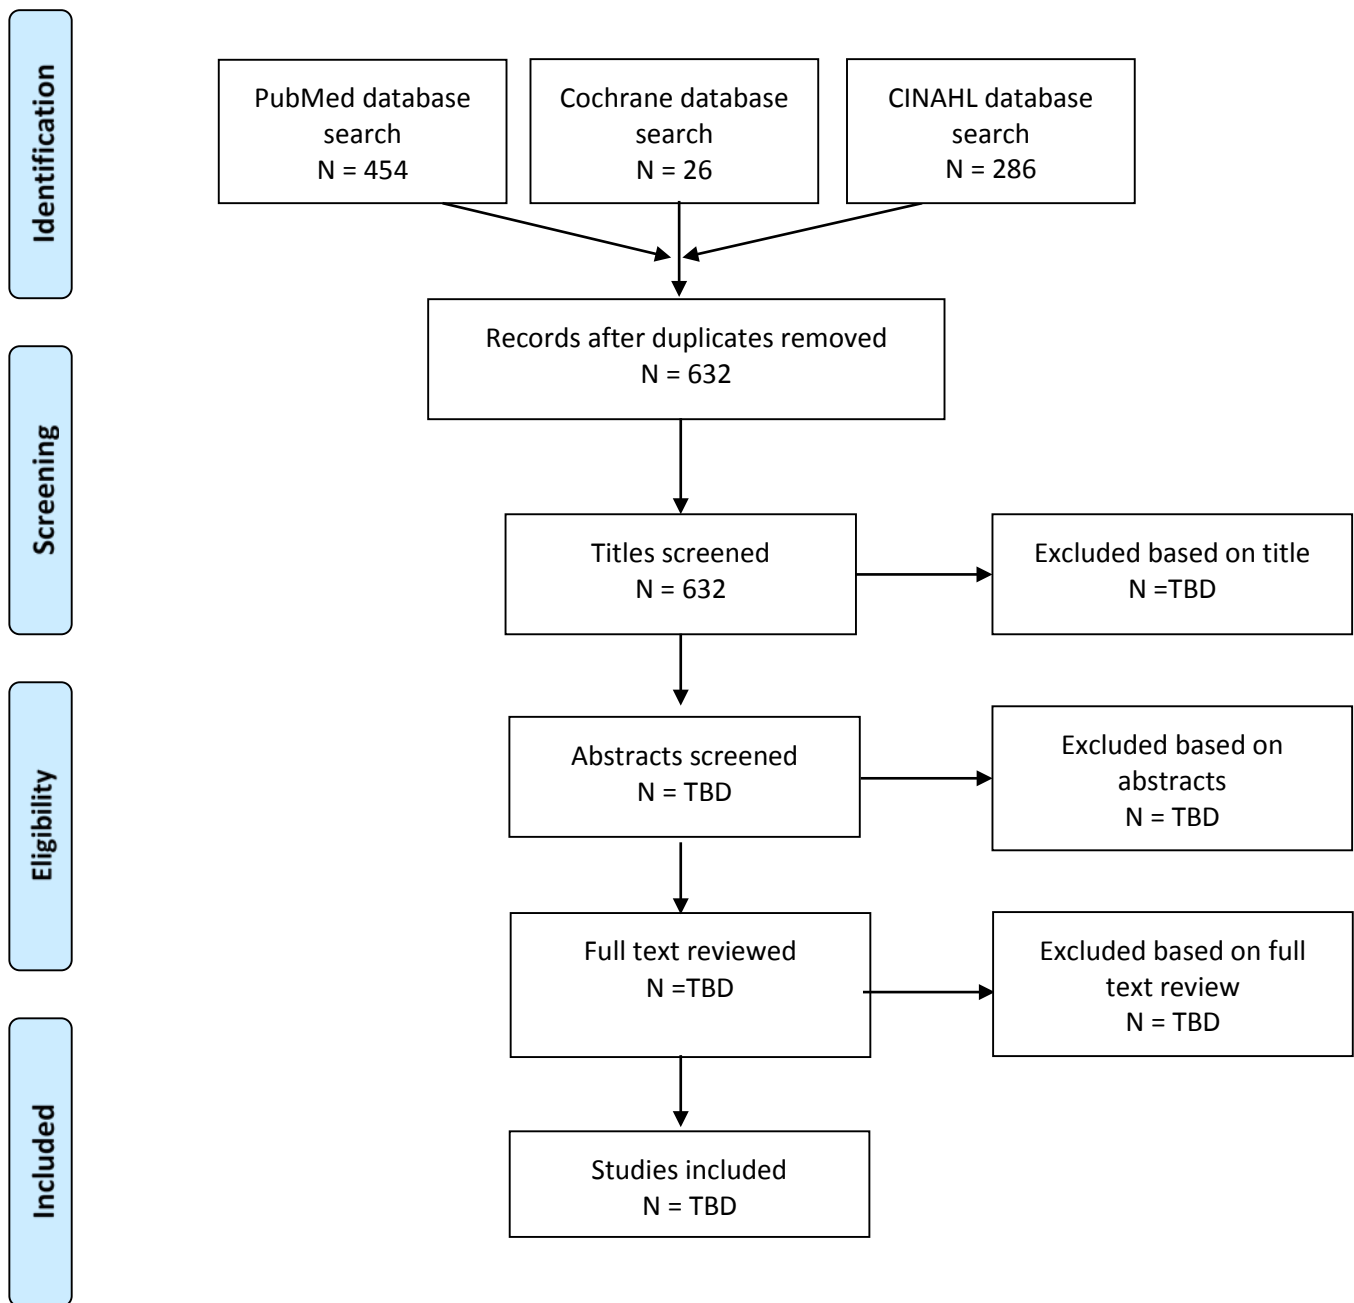 Identification
PubMed database
search
N = 454
Cochrane database
search
N = 26
CINAHL database
search
N = 286
Records after duplicates removed
N = 632
Screening
Titles screened
N = 632
Excluded based on title
N =TBD
Eligibility
Abstracts screened
N = TBD
Excluded based on
abstracts
N = TBD
Full text reviewed
N =TBD
Excluded based on full
text review
N = TBD
Included
Studies included
N = TBD